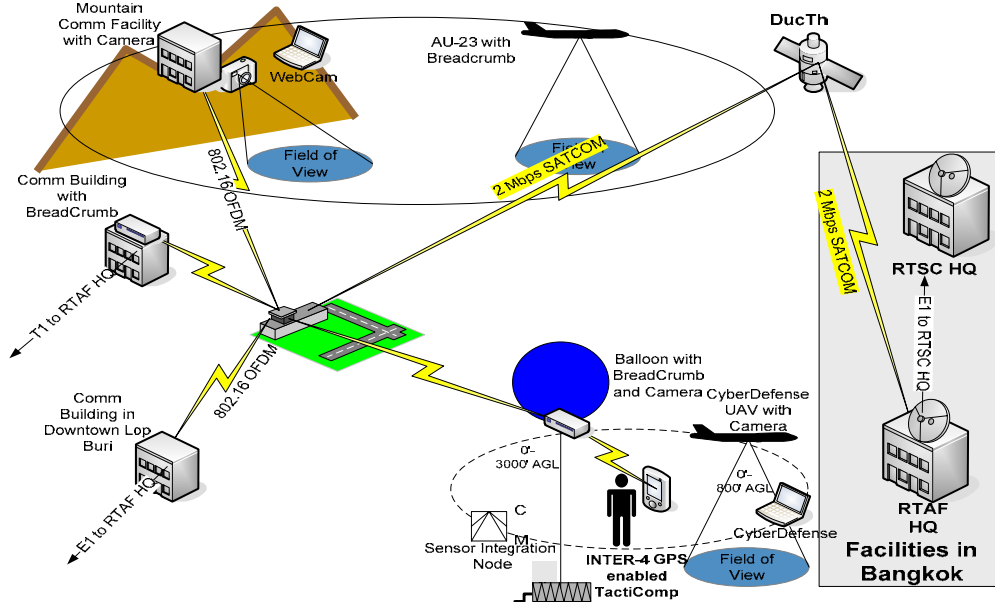 Mountain
Comm Facility
with Camera
WebCam
AU-23 with
Breadcrumb
DucTh
Field of
View
Field of
View
802.16 OFDM
2 Mbps SATCOM
2 Mbps SATCOM
Comm Building
with
BreadCrumb
T1 to RTAF HQ
RTSC HQ
E1 to RTSC HQ
802.16 OFDM
Balloon with
BreadCrumb
and Camera
CyberDefense
UAV with
Camera
Comm
Building in
Downtown Lop
Buri
E1 to RTAF HQ
0'-
3000' AGL
0'-
800' AGL
C
M
Sensor Integration
Node
INTER-4 GPS
enabled
TactiComp
CyberDefense
Field of
View
RTAF
HQ
Facilities in
Bangkok